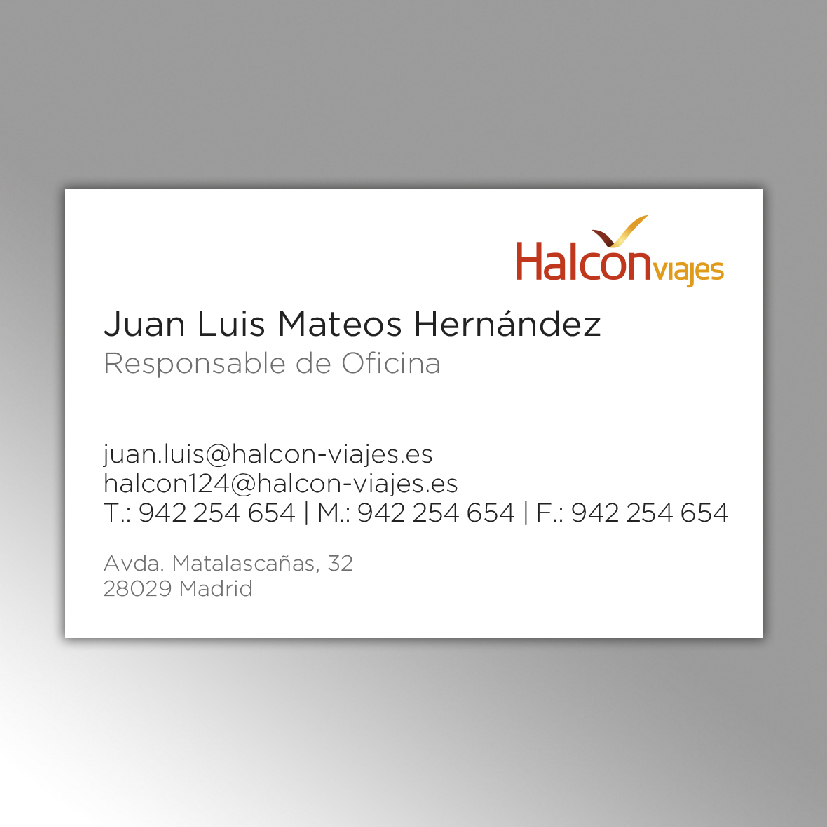 Halcón viajes
Juan Luis Mateos Hernández
Responsable de Oficina
juan.luis@halcon-viajes.es
halcon124@halcon-viajes.es
T.: 942 254 654 | M.: 942 254 654 | F.: 942 254 654
Avda. Matalascañas, 32
28029 Madrid